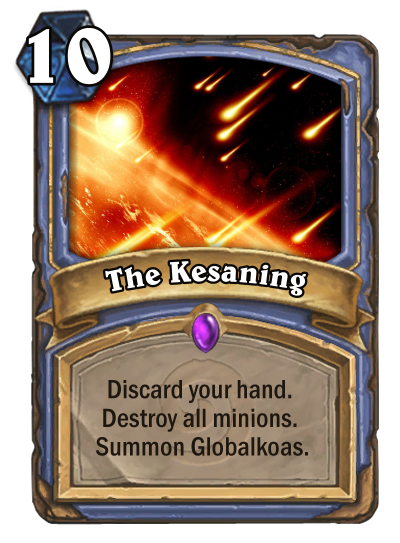 10
The Kesaning
Discard your hand.
Destroy all minions.
Summon Globalkoas.